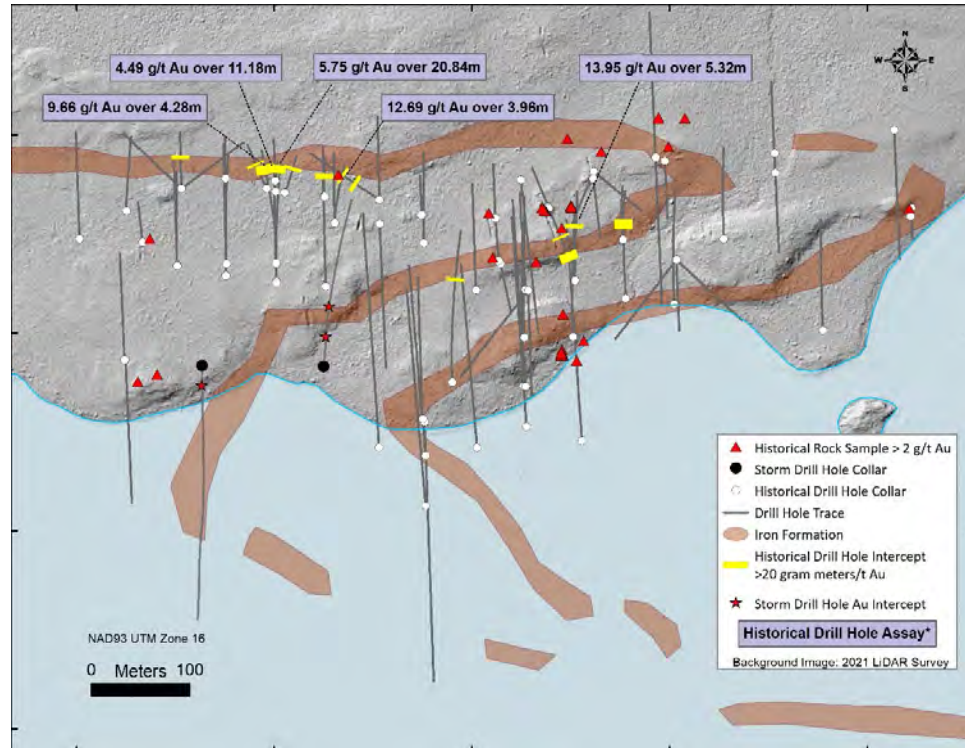 N
W E
S
4.49 g/t Au over 11.18m
5.75 g/t Au over 20.84m
13.95 g/t Au over 5.32m
9.66 g/t Au over 4.28m
12.69 g/t Au over 3.96m
Historical Rock Sample > 2 g/t Au
Storm Drill Hole Collar
Historical Drill Hole Collar
Drill Hole Trace
Iron Formation
Historical Drill Hole Intercept
>20 gram meters/t Au
Storm Drill Hole Au Intercept
Historical Drill Hole Assay*
Background Image: 2021 LiDAR Survey
NAD93 UTM Zone 16
0 Meters 100